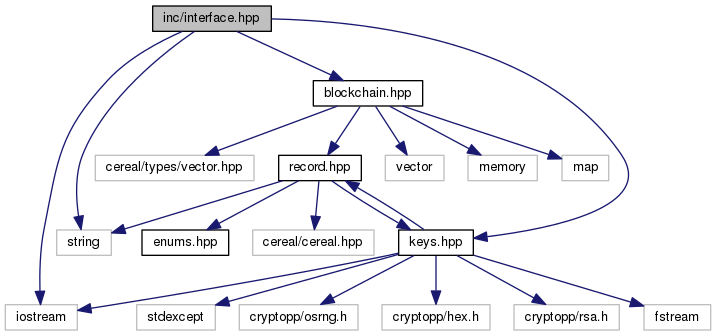 inc/interface.hpp
blockchain.hpp
cereal/types/vector.hpp
record.hpp
vector
memory
map
string
enums.hpp
cereal/cereal.hpp
keys.hpp
iostream
stdexcept
cryptopp/osrng.h
cryptopp/hex.h
cryptopp/rsa.h
fstream